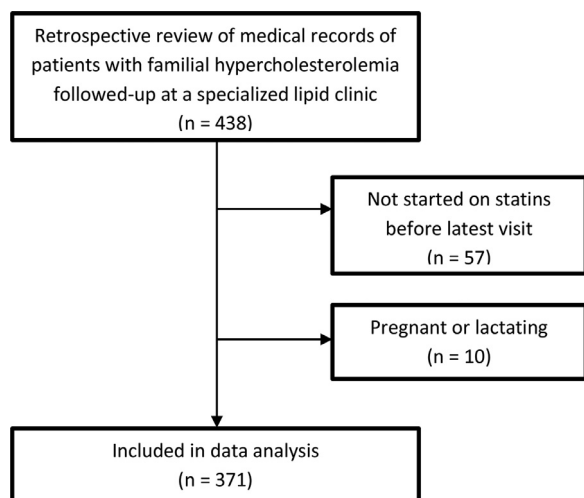 Retrospective review of medical records of
patients with familial hypercholesterolemia
followed-up at a specialized lipid clinic
(n = 438)
Not started on statins
before latest visit
(n = 57)
Pregnant or lactating
(n = 10)
Included in data analysis
(n = 371)